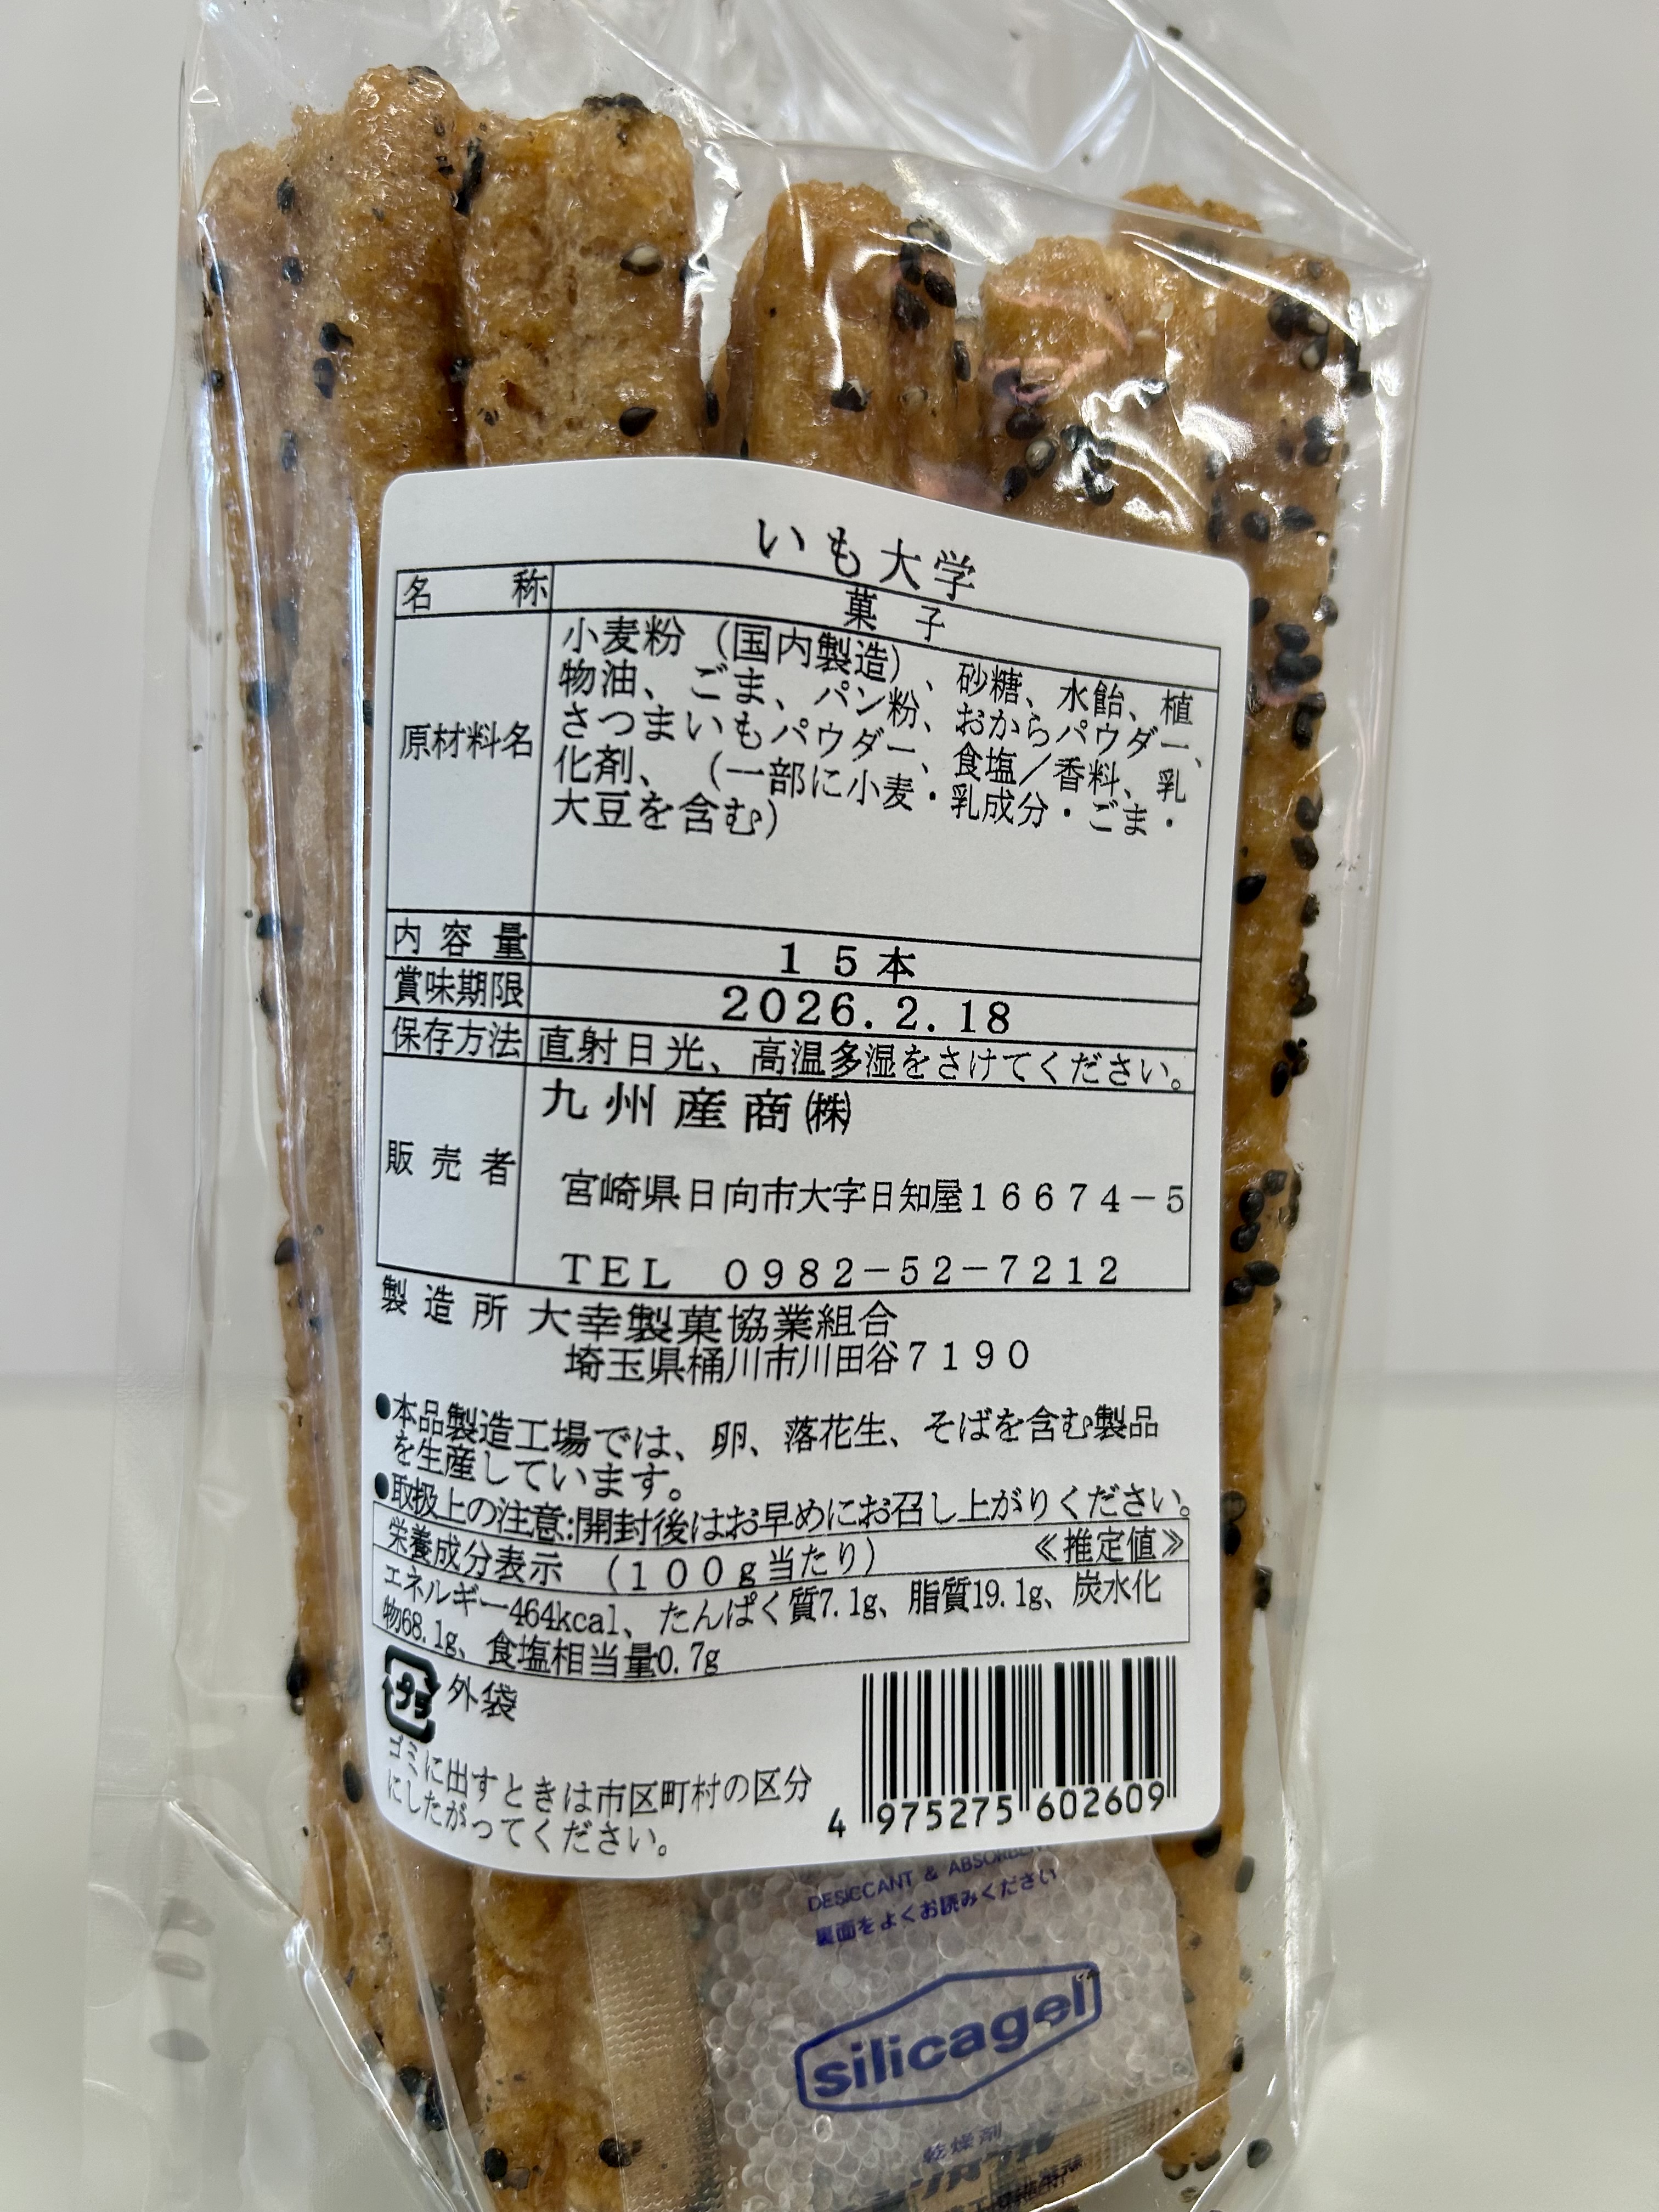 いも大学
名称 菓子
原材料名 小麦粉(国内製造)、砂糖、水飴、植
物油、ごま、パン粉、おからパウダー、
さつまいもパウダー、食塩/香料、乳
化剤、(一部に小麦・乳成分・ごま・
大豆を含む)
内容量 15本
賞味期限 2026.2.18
保存方法 直射日光、高温多湿をさけてください。
販売者 九州産商㈱
宮崎県日向市大字日知屋16674-5
TEL 0982-52-7212
製造所 大幸製菓協業組合
埼玉県桶川市川田谷7190
●本品製造工場では、卵、落花生、そばを含む製品
を生産しています。
●取扱上の注意:開封後はお早めにお召し上がりください。
栄養成分表示 (100g当たり) ≪推定値≫
エネルギー464kcal、たんぱく質7.1g、脂質19.1g、炭水化
物68.1g、食塩相当量0.7g
プラ 外袋
ゴミに出すときは市区町村の区分
にしたがってください。
4 975275 602609
DESICCANT &
裏面をよくお読みください
silicagel
乾燥剤